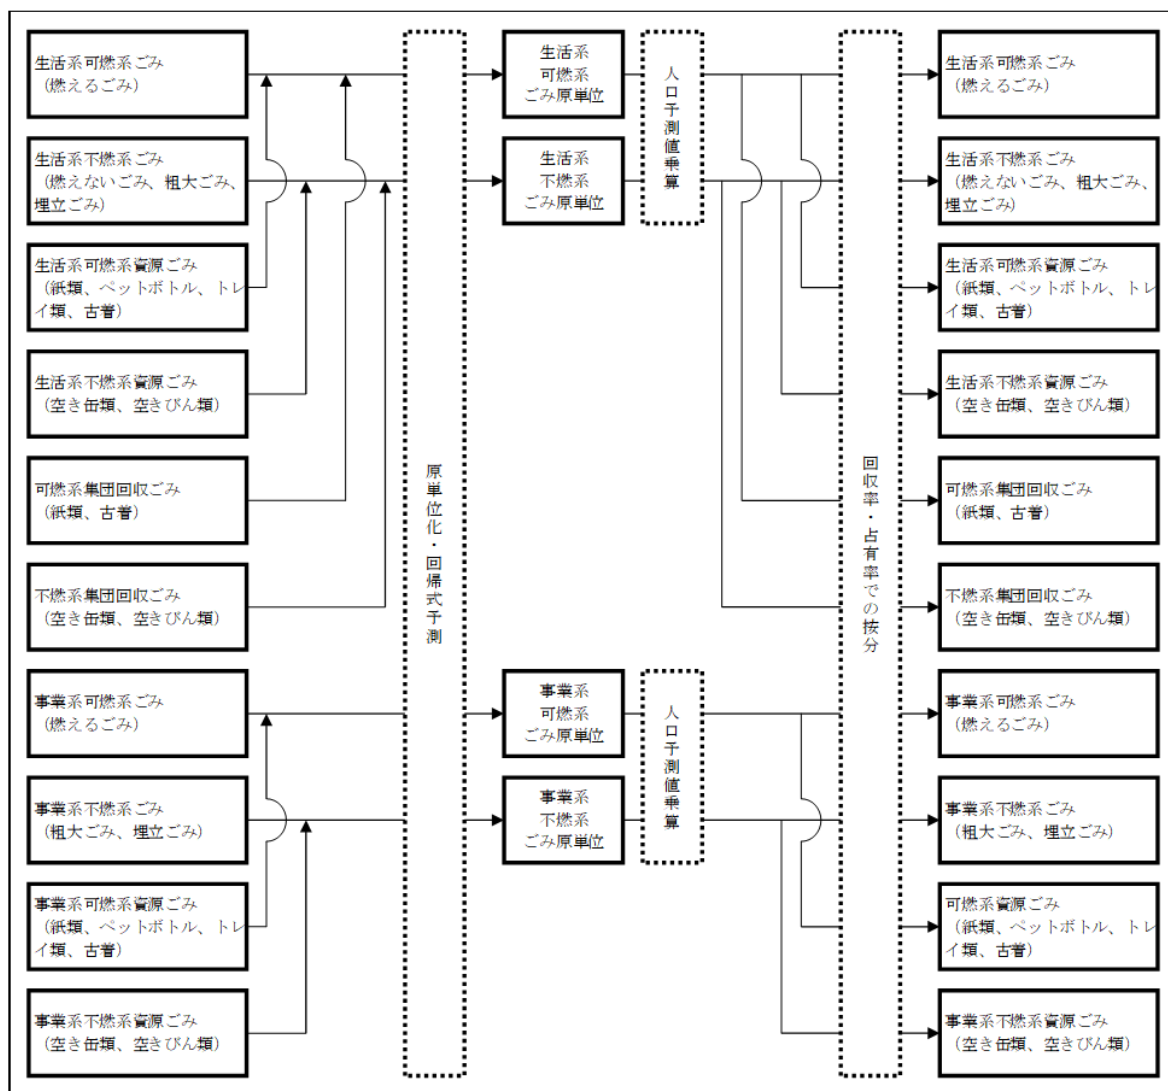 生活系可燃系ごみ
（燃えるごみ）
生活系不燃系ごみ
（燃えないごみ、粗大ごみ、
埋立ごみ）
生活系可燃系資源ごみ
（紙類、ペットボトル、トレ
イ類、古着）
生活系不燃系資源ごみ
（空き缶類、空きびん類）
可燃系集団回収ごみ
（紙類、古着）
不燃系集団回収ごみ
（空き缶類、空きびん類）
事業系可燃系ごみ
（燃えるごみ）
事業系不燃系ごみ
（粗大ごみ、埋立ごみ）
事業系可燃系資源ごみ
（紙類、ペットボトル、トレ
イ類、古着）
事業系不燃系資源ごみ
（空き缶類、空きびん類）
原単位化・回帰式予測
生活系
可燃系
ごみ原単位
生活系
不燃系
ごみ原単位
事業系
可燃系
ごみ原単位
事業系
不燃系
ごみ原単位
人口予測値乗算
人口予測値乗算
回収率・占有率での按分
生活系可燃系ごみ
（燃えるごみ）
生活系不燃系ごみ
（燃えないごみ、粗大ごみ、
埋立ごみ）
生活系可燃系資源ごみ
（紙類、ペットボトル、トレ
イ類、古着）
生活系不燃系資源ごみ
（空き缶類、空きびん類）
可燃系集団回収ごみ
（紙類、古着）
不燃系集団回収ごみ
（空き缶類、空きびん類）
事業系可燃系ごみ
（燃えるごみ）
事業系不燃系ごみ
（粗大ごみ、埋立ごみ）
可燃系資源ごみ
（紙類、ペットボトル、トレ
イ類、古着）
事業系不燃系資源ごみ
（空き缶類、空きびん類）